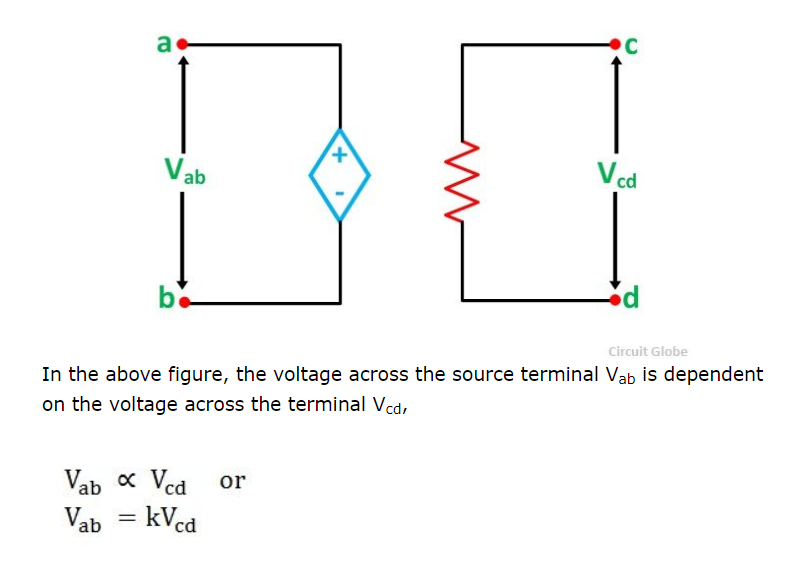 a c
+
Vab Vcd
-
b d
Circuit Globe
In the above figure, the voltage across the source terminal Vab is dependent
on the voltage across the terminal Vcd,
Vab ∝ Vcd or
Vab = kVcd